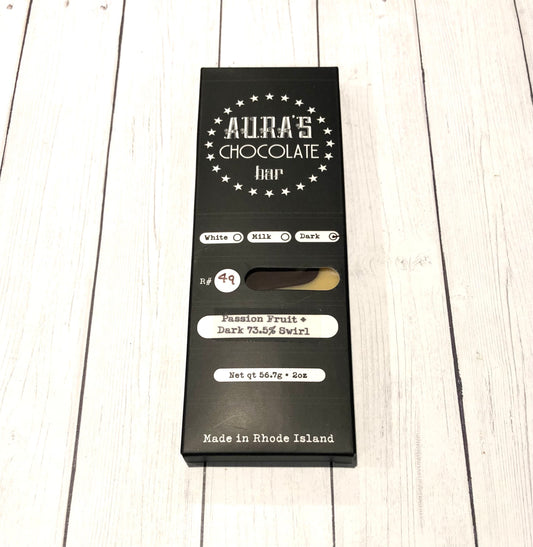 AURA'S
CHOCOLATE
bar
White Milk Dark
R# 49
Passion Fruit +
Dark 73.5% Swirl
Net qt 56.7g • 2oz
Made in Rhode Island